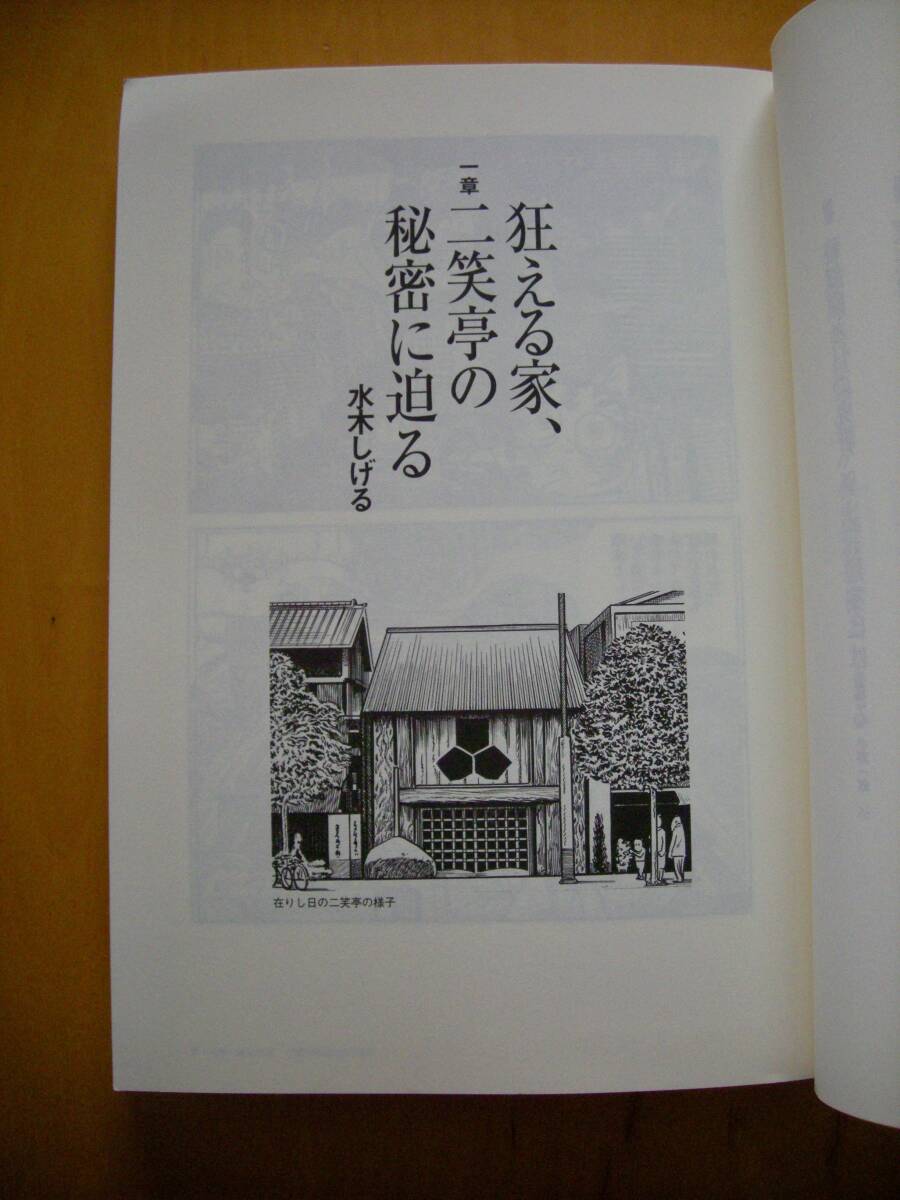 一章
狂える家、
二笑亭の
秘密に迫る
水木しげる
在りし日の二笑亭の様子